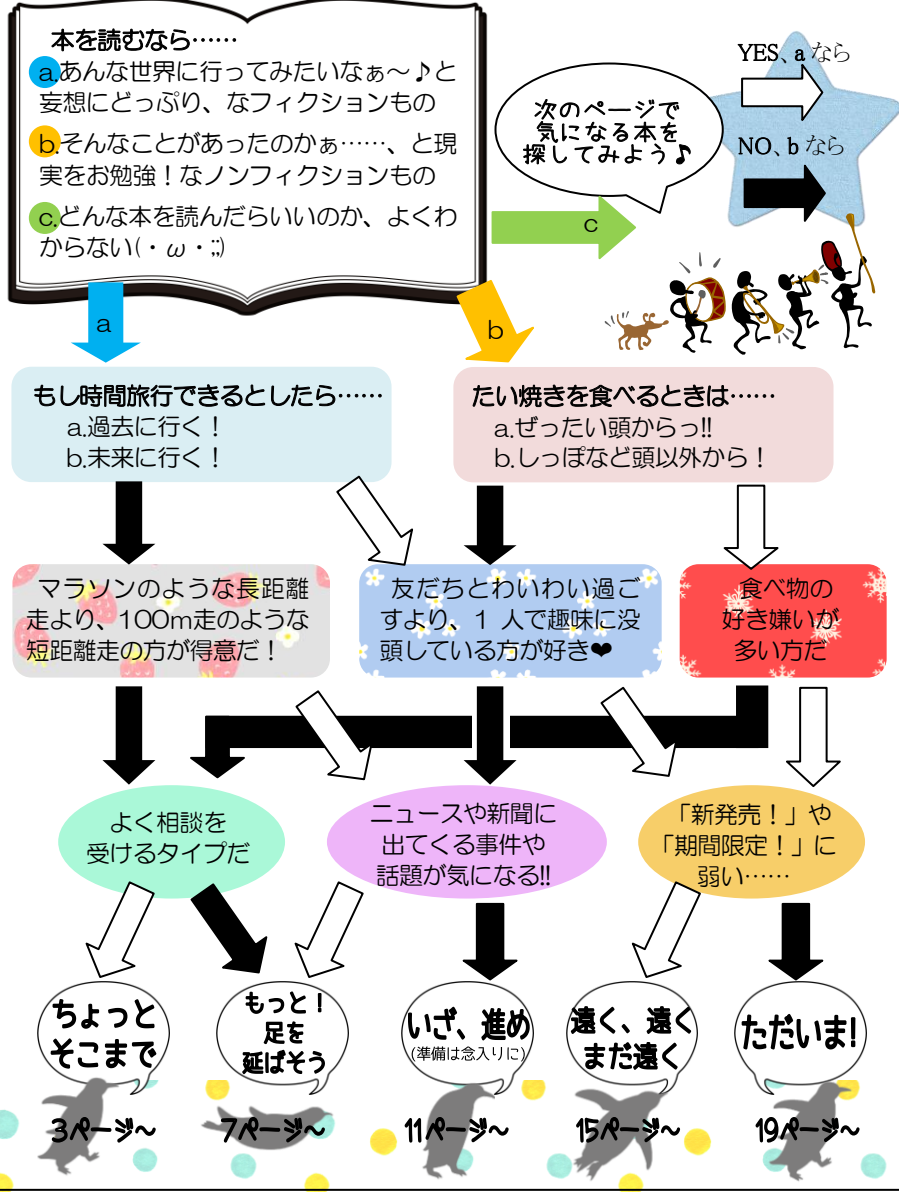 本を読むなら……
a.あんな世界に行ってみたいなぁ～♪と
妄想にどっぷり、なフィクションもの
b.そんなことがあったのかぁ……、と現
実をお勉強！なノンフィクションもの
c.どんな本を読んだらいいのか、よくわ
からない(・ω・;;)
次のページで
気になる本を
探してみよう♪
YES、a なら
NO、b なら
c
a
b
もし時間旅行できるとしたら……
a.過去に行く！
b.未来に行く！
たい焼きを食べるときは……
a.ぜったい頭からっ!!
b.しっぽなど頭以外から！
マラソンのような長距離
走より、100m走のような
短距離走の方が得意だ！
友だちとわいわい過ご
すより、1 人で趣味に没
頭している方が好き❤
食べ物の
好き嫌いが
多い方だ
よく相談を
受けるタイプだ
ニュースや新聞に
出てくる事件や
話題が気になる!!
「新発売！」や
「期間限定！」に
弱い……
ちょっと
そこまで
もっと！
足を
延ばそう
いざ、進め
(準備は念入りに)
遠く、遠く
まだ遠く
ただいま!
3ページ～
7ページ～
11ページ～
15ページ～
19ページ～